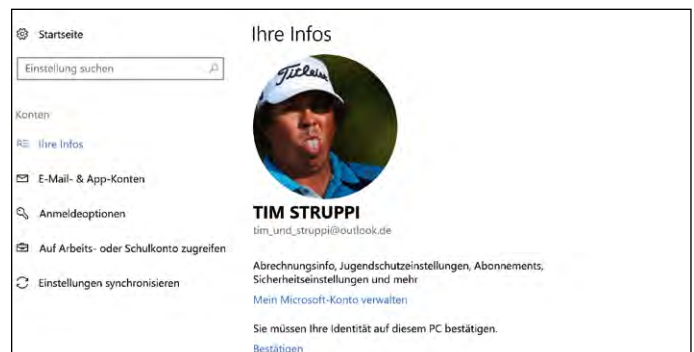 Startseite
Einstellung suchen
Konten
Ihre Infos
E-Mail- & App-Konten
Anmeldeoptionen
Auf Arbeits- oder Schulkonto zugreifen
Einstellungen synchronisieren
Ihre Infos
Titleist
TIM STRUPPI
tim_und_struppi@outlook.de
Abrechnungsinfo, Jugendschutzeinstellungen, Abonnements,
Sicherheitseinstellungen und mehr
Mein Microsoft-Konto verwalten
Sie müssen Ihre Identität auf diesem PC bestätigen.
Bestätigen